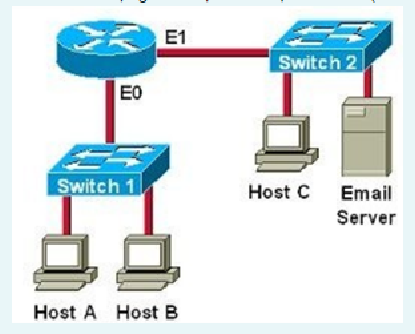 E1
Switch 2
E0
Switch 1
Host C
Email
Server
Host A
Host B